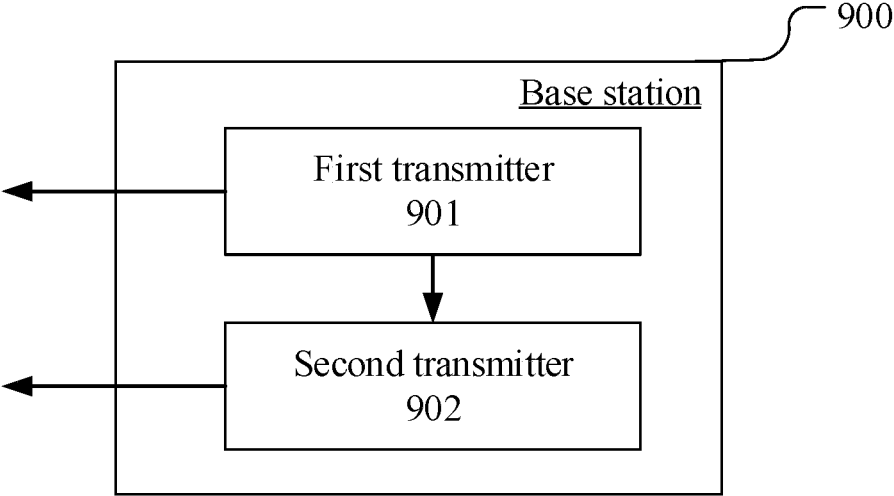 900
Base station
First transmitter
901
Second transmitter
902